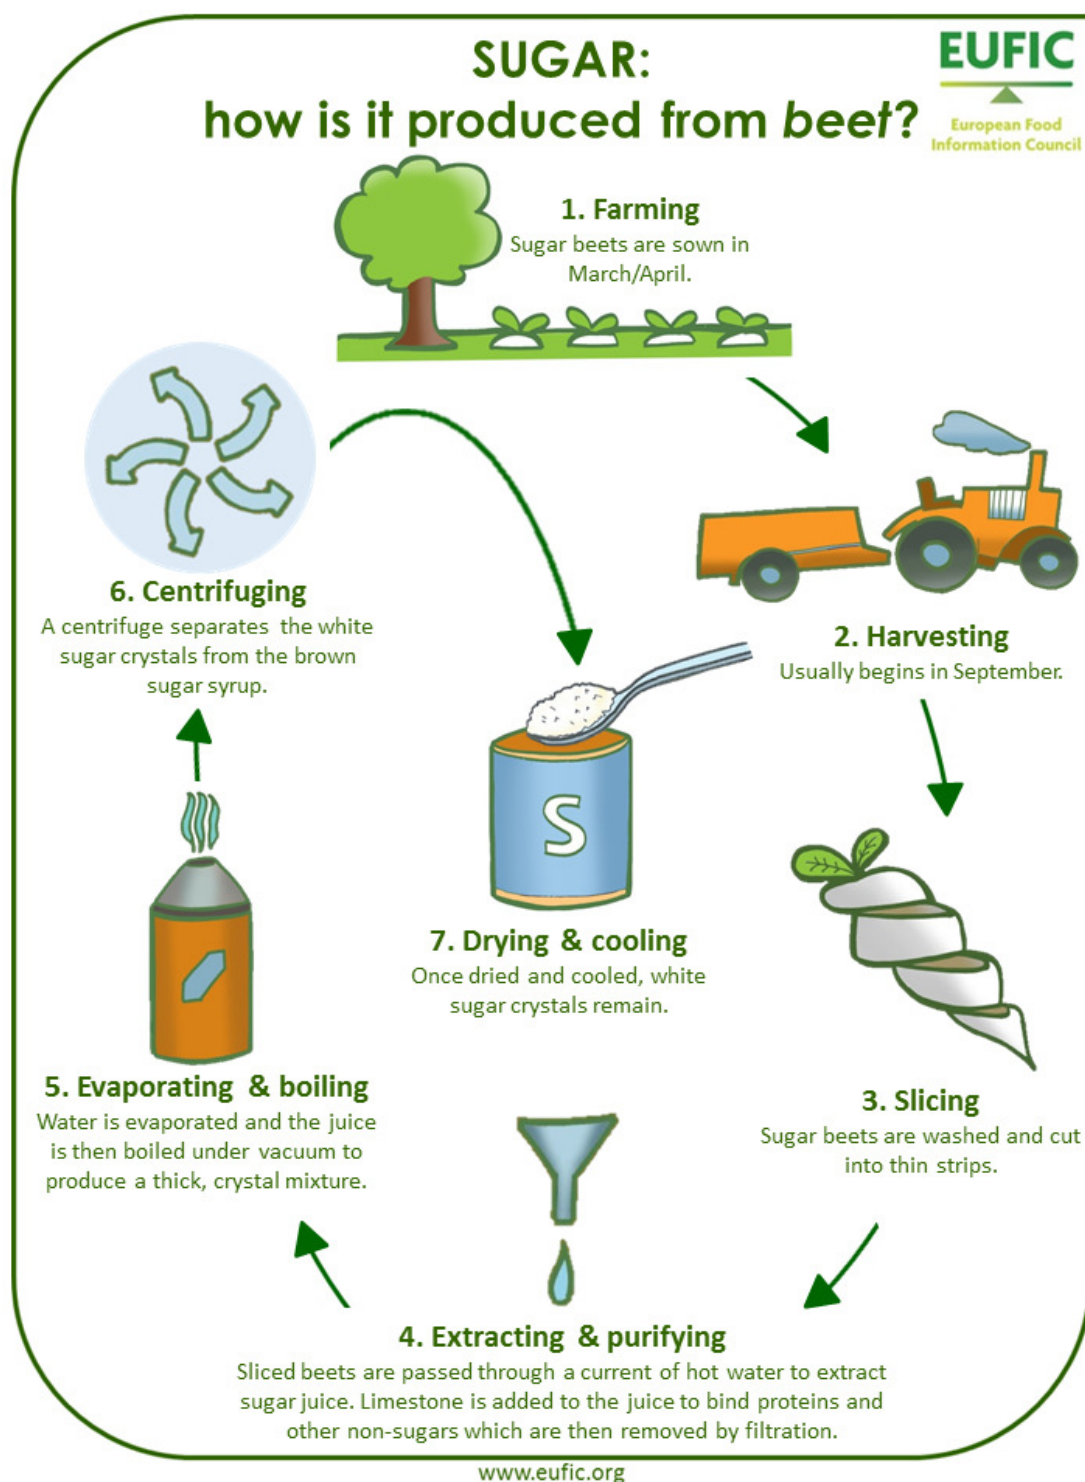 SUGAR:
how is it produced from beet?
EUFIC
European Food
Information Council
1. Farming
Sugar beets are sown in
March/April.
2. Harvesting
Usually begins in September.
3. Slicing
Sugar beets are washed and cut
into thin strips.
4. Extracting & purifying
Sliced beets are passed through a current of hot water to extract
sugar juice. Limestone is added to the juice to bind proteins and
other non-sugars which are then removed by filtration.
5. Evaporating & boiling
Water is evaporated and the juice
is then boiled under vacuum to
produce a thick, crystal mixture.
6. Centrifuging
A centrifuge separates the white
sugar crystals from the brown
sugar syrup.
S
7. Drying & cooling
Once dried and cooled, white
sugar crystals remain.
www.eufic.org